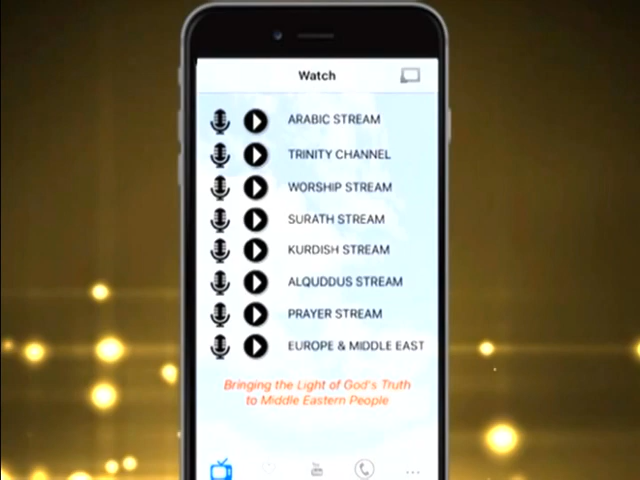 Watch
ARABIC STREAM
TRINITY CHANNEL
WORSHIP STREAM
SURATH STREAM
KURDISH STREAM
ALQUDDUS STREAM
PRAYER STREAM
EUROPE & MIDDLE EAST
Bringing the Light of God's Truth
to Middle Eastern People